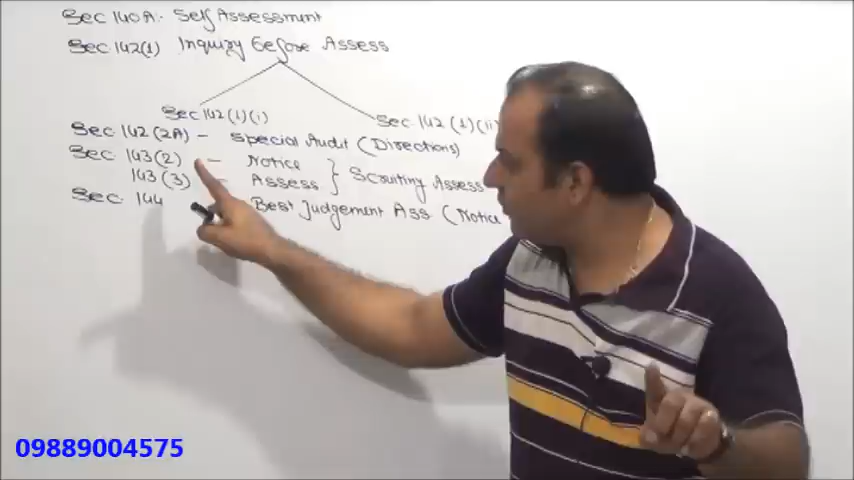 Sec 140A. Self Assessment
Sec 142(1) Inquiry before Assess
Sec 142(1)(i) Sec 142(1)(ii)
Sec 142(2A) - Special Audit (Directions)
Sec 143(2) - Notice
143(3) - Assess } Scruitiny Assess
Sec. 144 Best Judgement Ass (Notice
09889004575